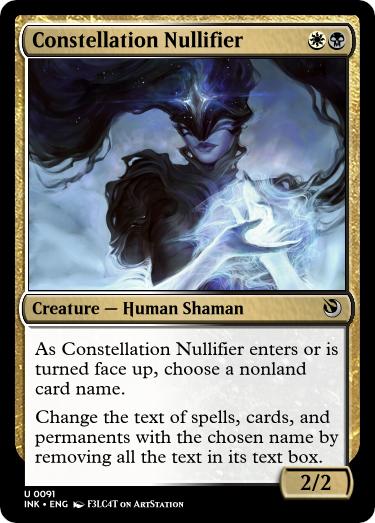 Constellation Nullifier
Creature — Human Shaman
As Constellation Nullifier enters or is
turned face up, choose a nonland
card name.
Change the text of spells, cards, and
permanents with the chosen name by
removing all the text in its text box.
2/2
U 0091
INK • ENG F3LC4T ON ARTSTATION